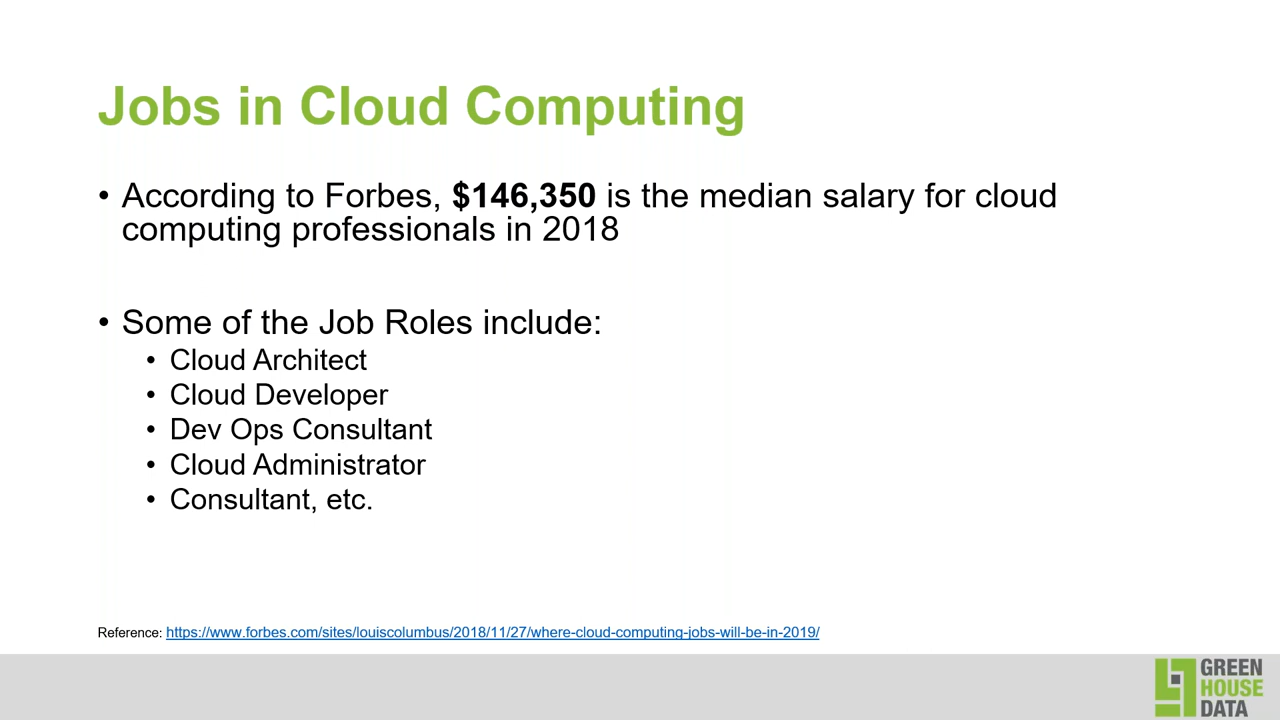 Jobs in Cloud Computing
• According to Forbes, $146,350 is the median salary for cloud
computing professionals in 2018
• Some of the Job Roles include:
• Cloud Architect
• Cloud Developer
• Dev Ops Consultant
• Cloud Administrator
• Consultant, etc.
Reference: https://www.forbes.com/sites/louiscolumbus/2018/11/27/where-cloud-computing-jobs-will-be-in-2019/
GREEN
HOUSE
DATA